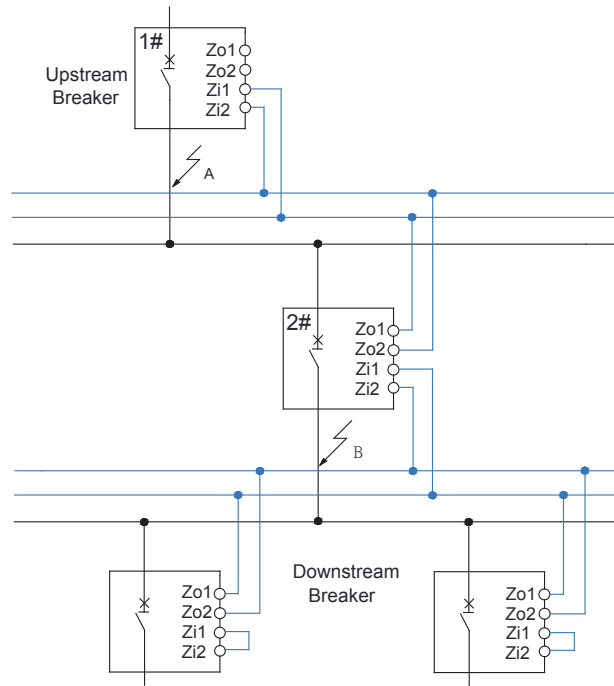 1#
Zo1
Zo2
Zi1
Zi2
Upstream
Breaker
A
2#
Zo1
Zo2
Zi1
Zi2
B
Downstream
Breaker
Zo1
Zo2
Zi1
Zi2
Zo1
Zo2
Zi1
Zi2